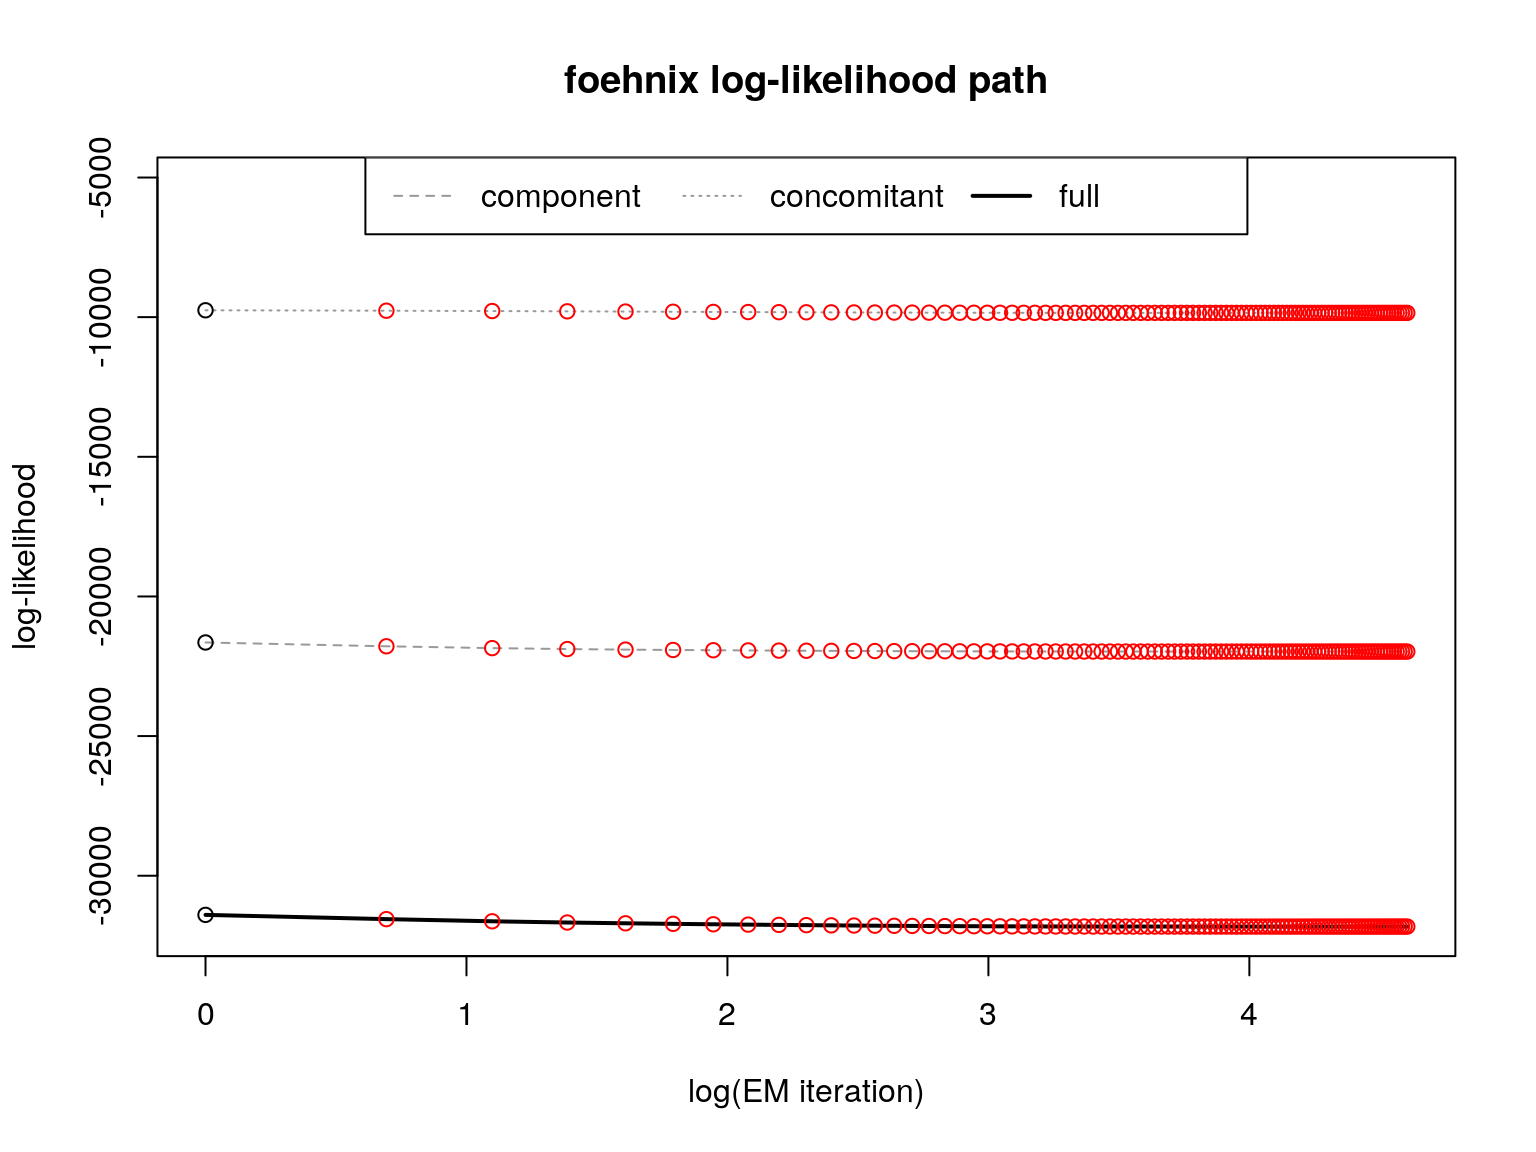 foehnix log-likelihood path
component concomitant full
-5000
-10000
-15000
-20000
-25000
-30000
log-likelihood
0 1 2 3 4
log(EM iteration)